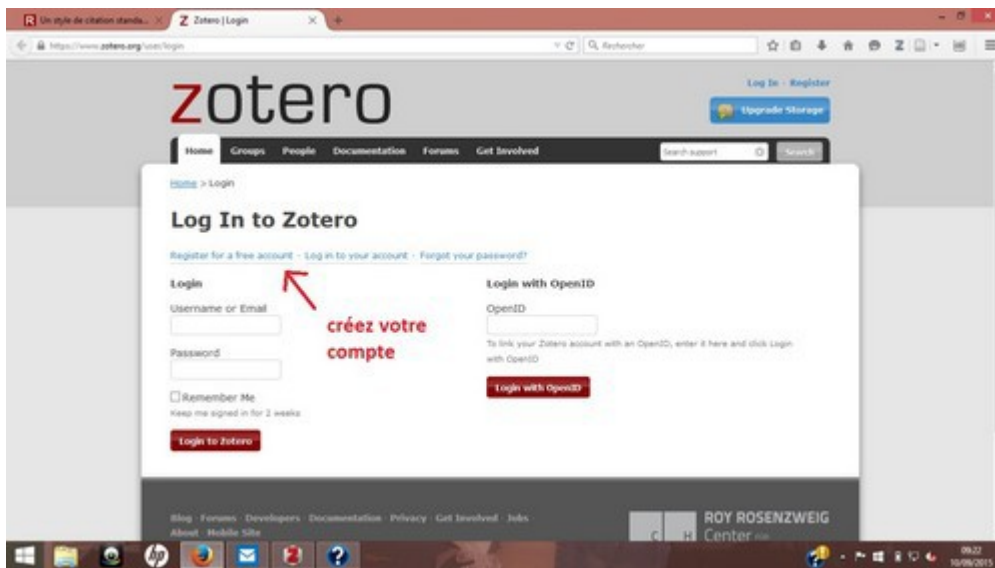 Un style de citation standa...
Zotero | Login
https://www.zotero.org/user/login
Rechercher
zotero
Log In · Register
Upgrade Storage
Home Groups People Documentation Forums Get Involved
Search support
Search
Home > Login
Log In to Zotero
Register for a free account · Log in to your account · Forgot your password?
Login
Username or Email
Password
Remember Me
Keep me signed in for 2 weeks
Login to Zotero
créez votre
compte
Login with OpenID
OpenID
To link your Zotero account with an OpenID, enter it here and click Login
with OpenID
Login with OpenID
Blog · Forums · Developers · Documentation · Privacy · Get Involved · Jobs ·
About · Mobile Site
C H
ROY ROSENZWEIG
Center
09:22
10/09/2015